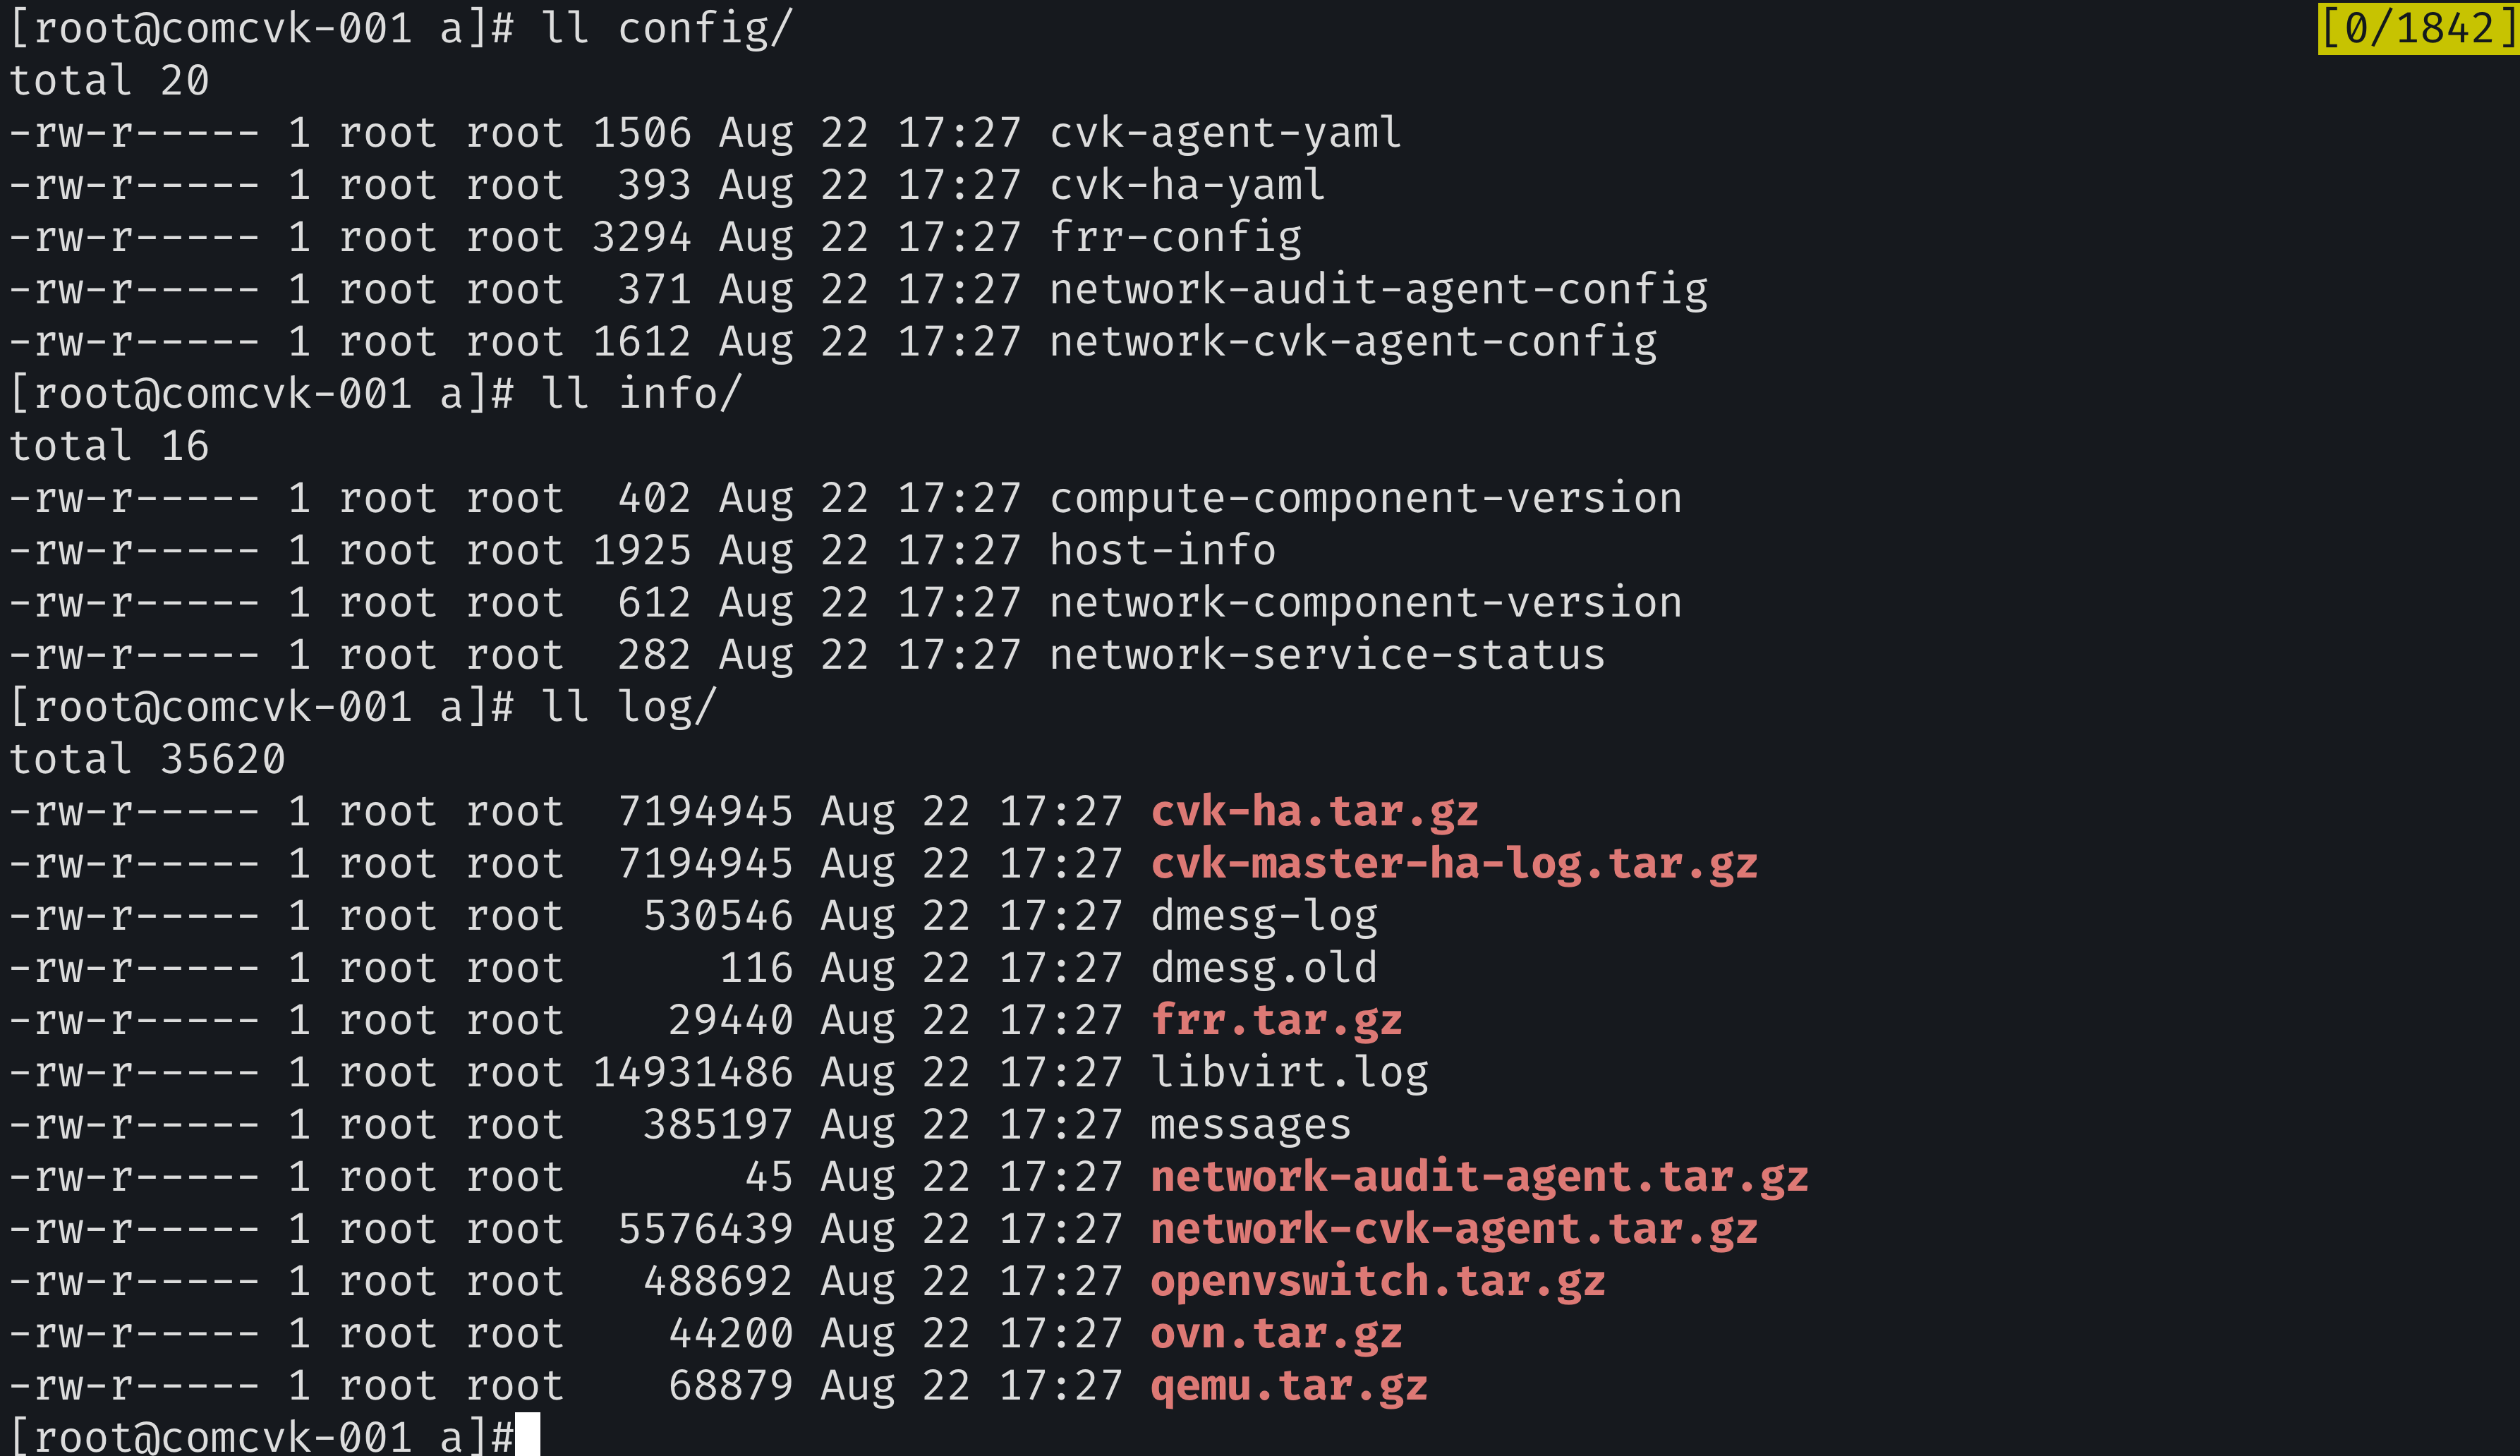 [root@comcvk-001 a]# ll config/ [0/1842]
total 20
-rw-r----- 1 root root 1506 Aug 22 17:27 cvk-agent-yaml
-rw-r----- 1 root root  393 Aug 22 17:27 cvk-ha-yaml
-rw-r----- 1 root root 3294 Aug 22 17:27 frr-config
-rw-r----- 1 root root  371 Aug 22 17:27 network-audit-agent-config
-rw-r----- 1 root root 1612 Aug 22 17:27 network-cvk-agent-config
[root@comcvk-001 a]# ll info/
total 16
-rw-r----- 1 root root  402 Aug 22 17:27 compute-component-version
-rw-r----- 1 root root 1925 Aug 22 17:27 host-info
-rw-r----- 1 root root  612 Aug 22 17:27 network-component-version
-rw-r----- 1 root root  282 Aug 22 17:27 network-service-status
[root@comcvk-001 a]# ll log/
total 35620
-rw-r----- 1 root root  7194945 Aug 22 17:27 cvk-ha.tar.gz
-rw-r----- 1 root root  7194945 Aug 22 17:27 cvk-master-ha-log.tar.gz
-rw-r----- 1 root root   530546 Aug 22 17:27 dmesg-log
-rw-r----- 1 root root      116 Aug 22 17:27 dmesg.old
-rw-r----- 1 root root    29440 Aug 22 17:27 frr.tar.gz
-rw-r----- 1 root root 14931486 Aug 22 17:27 libvirt.log
-rw-r----- 1 root root   385197 Aug 22 17:27 messages
-rw-r----- 1 root root       45 Aug 22 17:27 network-audit-agent.tar.gz
-rw-r----- 1 root root  5576439 Aug 22 17:27 network-cvk-agent.tar.gz
-rw-r----- 1 root root   488692 Aug 22 17:27 openvswitch.tar.gz
-rw-r----- 1 root root    44200 Aug 22 17:27 ovn.tar.gz
-rw-r----- 1 root root    68879 Aug 22 17:27 qemu.tar.gz
[root@comcvk-001 a]#